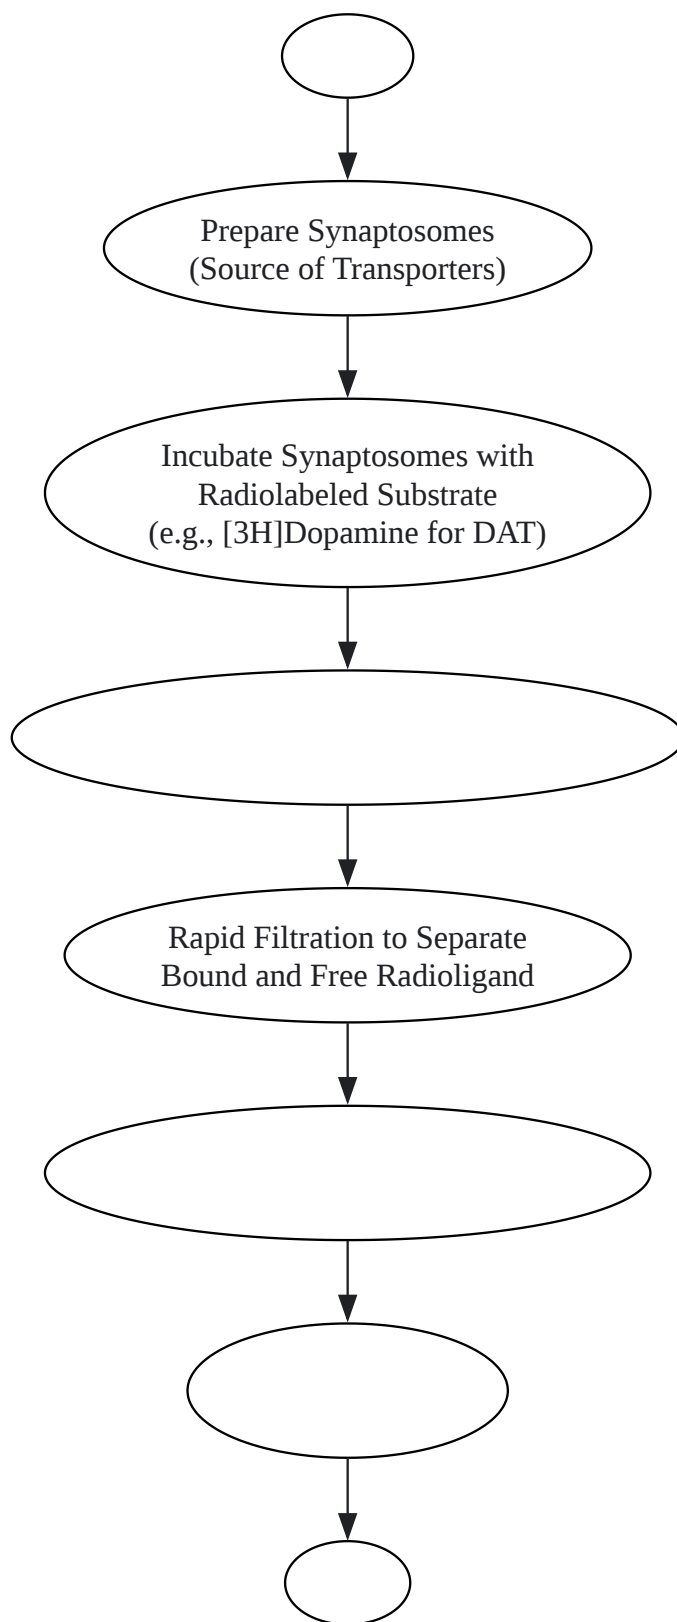 Prepare Synaptosomes
(Source of Transporters)
Incubate Synaptosomes with
Radiolabeled Substrate
(e.g., [3H]Dopamine for DAT)
Rapid Filtration to Separate
Bound and Free Radioligand